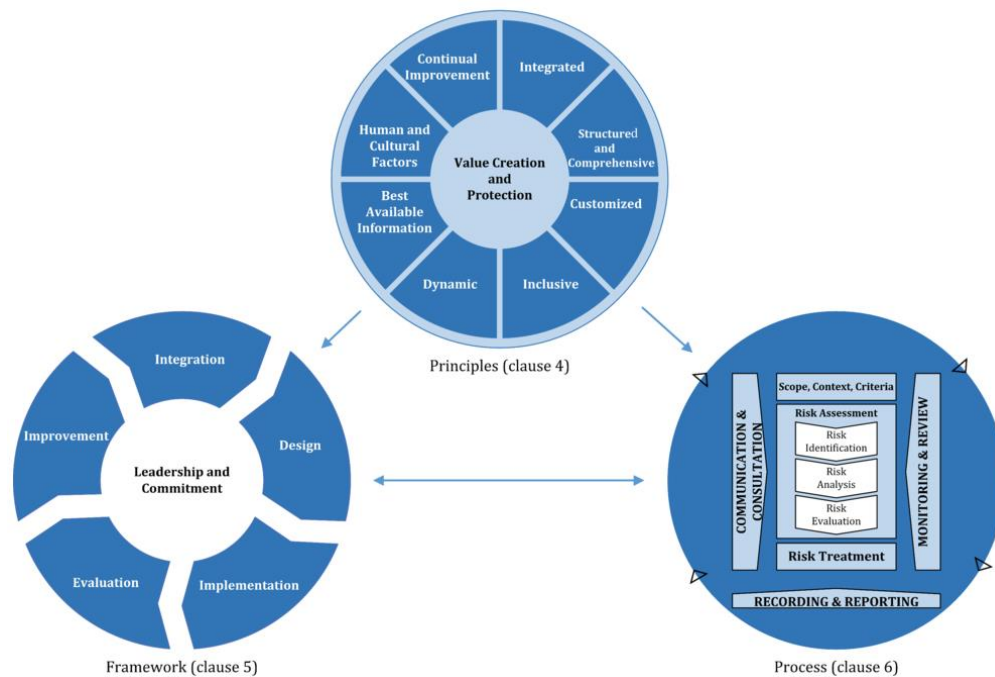 Continual
Improvement
Integrated
Human and
Cultural
Factors
Structured
and
Comprehensive
Value Creation
and
Protection
Best
Available
Information
Customized
Dynamic
Inclusive
Principles (clause 4)
Integration
Improvement
Design
Leadership and
Commitment
Evaluation
Implementation
Framework (clause 5)
COMMUNICATION &
CONSULTATION
Scope, Context, Criteria
Risk Assessment
Risk
Identification
Risk
Analysis
Risk
Evaluation
Risk Treatment
MONITORING & REVIEW
RECORDING & REPORTING
Process (clause 6)